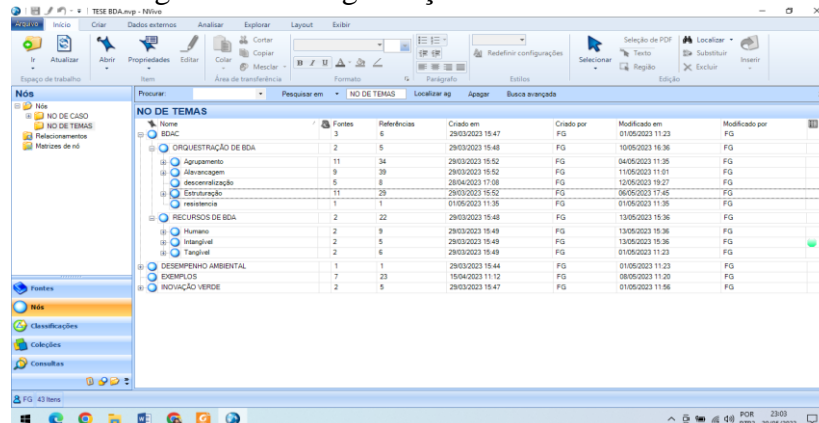 TESE BDA.nvp - NVivo
Arquivo Início Criar Dados externos Analisar Explorar Layout Exibir
Ir Atualizar Abrir Propriedades Editar Colar Cortar Copiar Mesclar
Redefinir configurações Selecionar Seleção de PDF Texto Região Localizar Substituir Excluir Inserir
Espaço de trabalho Item Área de transferência Formato Parágrafo Estilos Edição
Nós
Procurar: Pesquisar em NO DE TEMAS Localizar ag Apagar Busca avançada
Nós
NO DE CASO
NO DE TEMAS
Relacionamentos
Matrizes de nó
NO DE TEMAS
Nome Fontes Referências Criado em Criado por Modificado em Modificado por
BDAC 3 6 29/03/2023 15:47 FG 01/05/2023 11:23 FG
ORQUESTRAÇÃO DE BDA 2 5 29/03/2023 15:48 FG 10/05/2023 16:36 FG
Agrupamento 11 34 29/03/2023 15:52 FG 04/05/2023 11:35 FG
Alavancagem 9 39 29/03/2023 15:52 FG 11/05/2023 11:01 FG
descenralização 5 8 28/04/2023 17:08 FG 12/05/2023 19:27 FG
Estruturação 11 29 29/03/2023 15:52 FG 06/05/2023 17:45 FG
resistencia 1 1 01/05/2023 11:35 FG 01/05/2023 11:35 FG
RECURSOS DE BDA 2 22 29/03/2023 15:48 FG 13/05/2023 15:36 FG
Humano 2 9 29/03/2023 15:49 FG 13/05/2023 15:36 FG
Intangível 2 5 29/03/2023 15:49 FG 13/05/2023 15:36 FG
Tangível 2 6 29/03/2023 15:49 FG 01/05/2023 11:23 FG
DESEMPENHO AMBIENTAL 1 1 29/03/2023 15:44 FG 01/05/2023 11:23 FG
EXEMPLOS 7 23 15/04/2023 11:12 FG 08/05/2023 11:20 FG
INOVAÇÃO VERDE 2 5 29/03/2023 15:47 FG 01/05/2023 11:56 FG
Fontes
Nós
Classificações
Coleções
Consultas
FG 43 Itens
POR 23:03